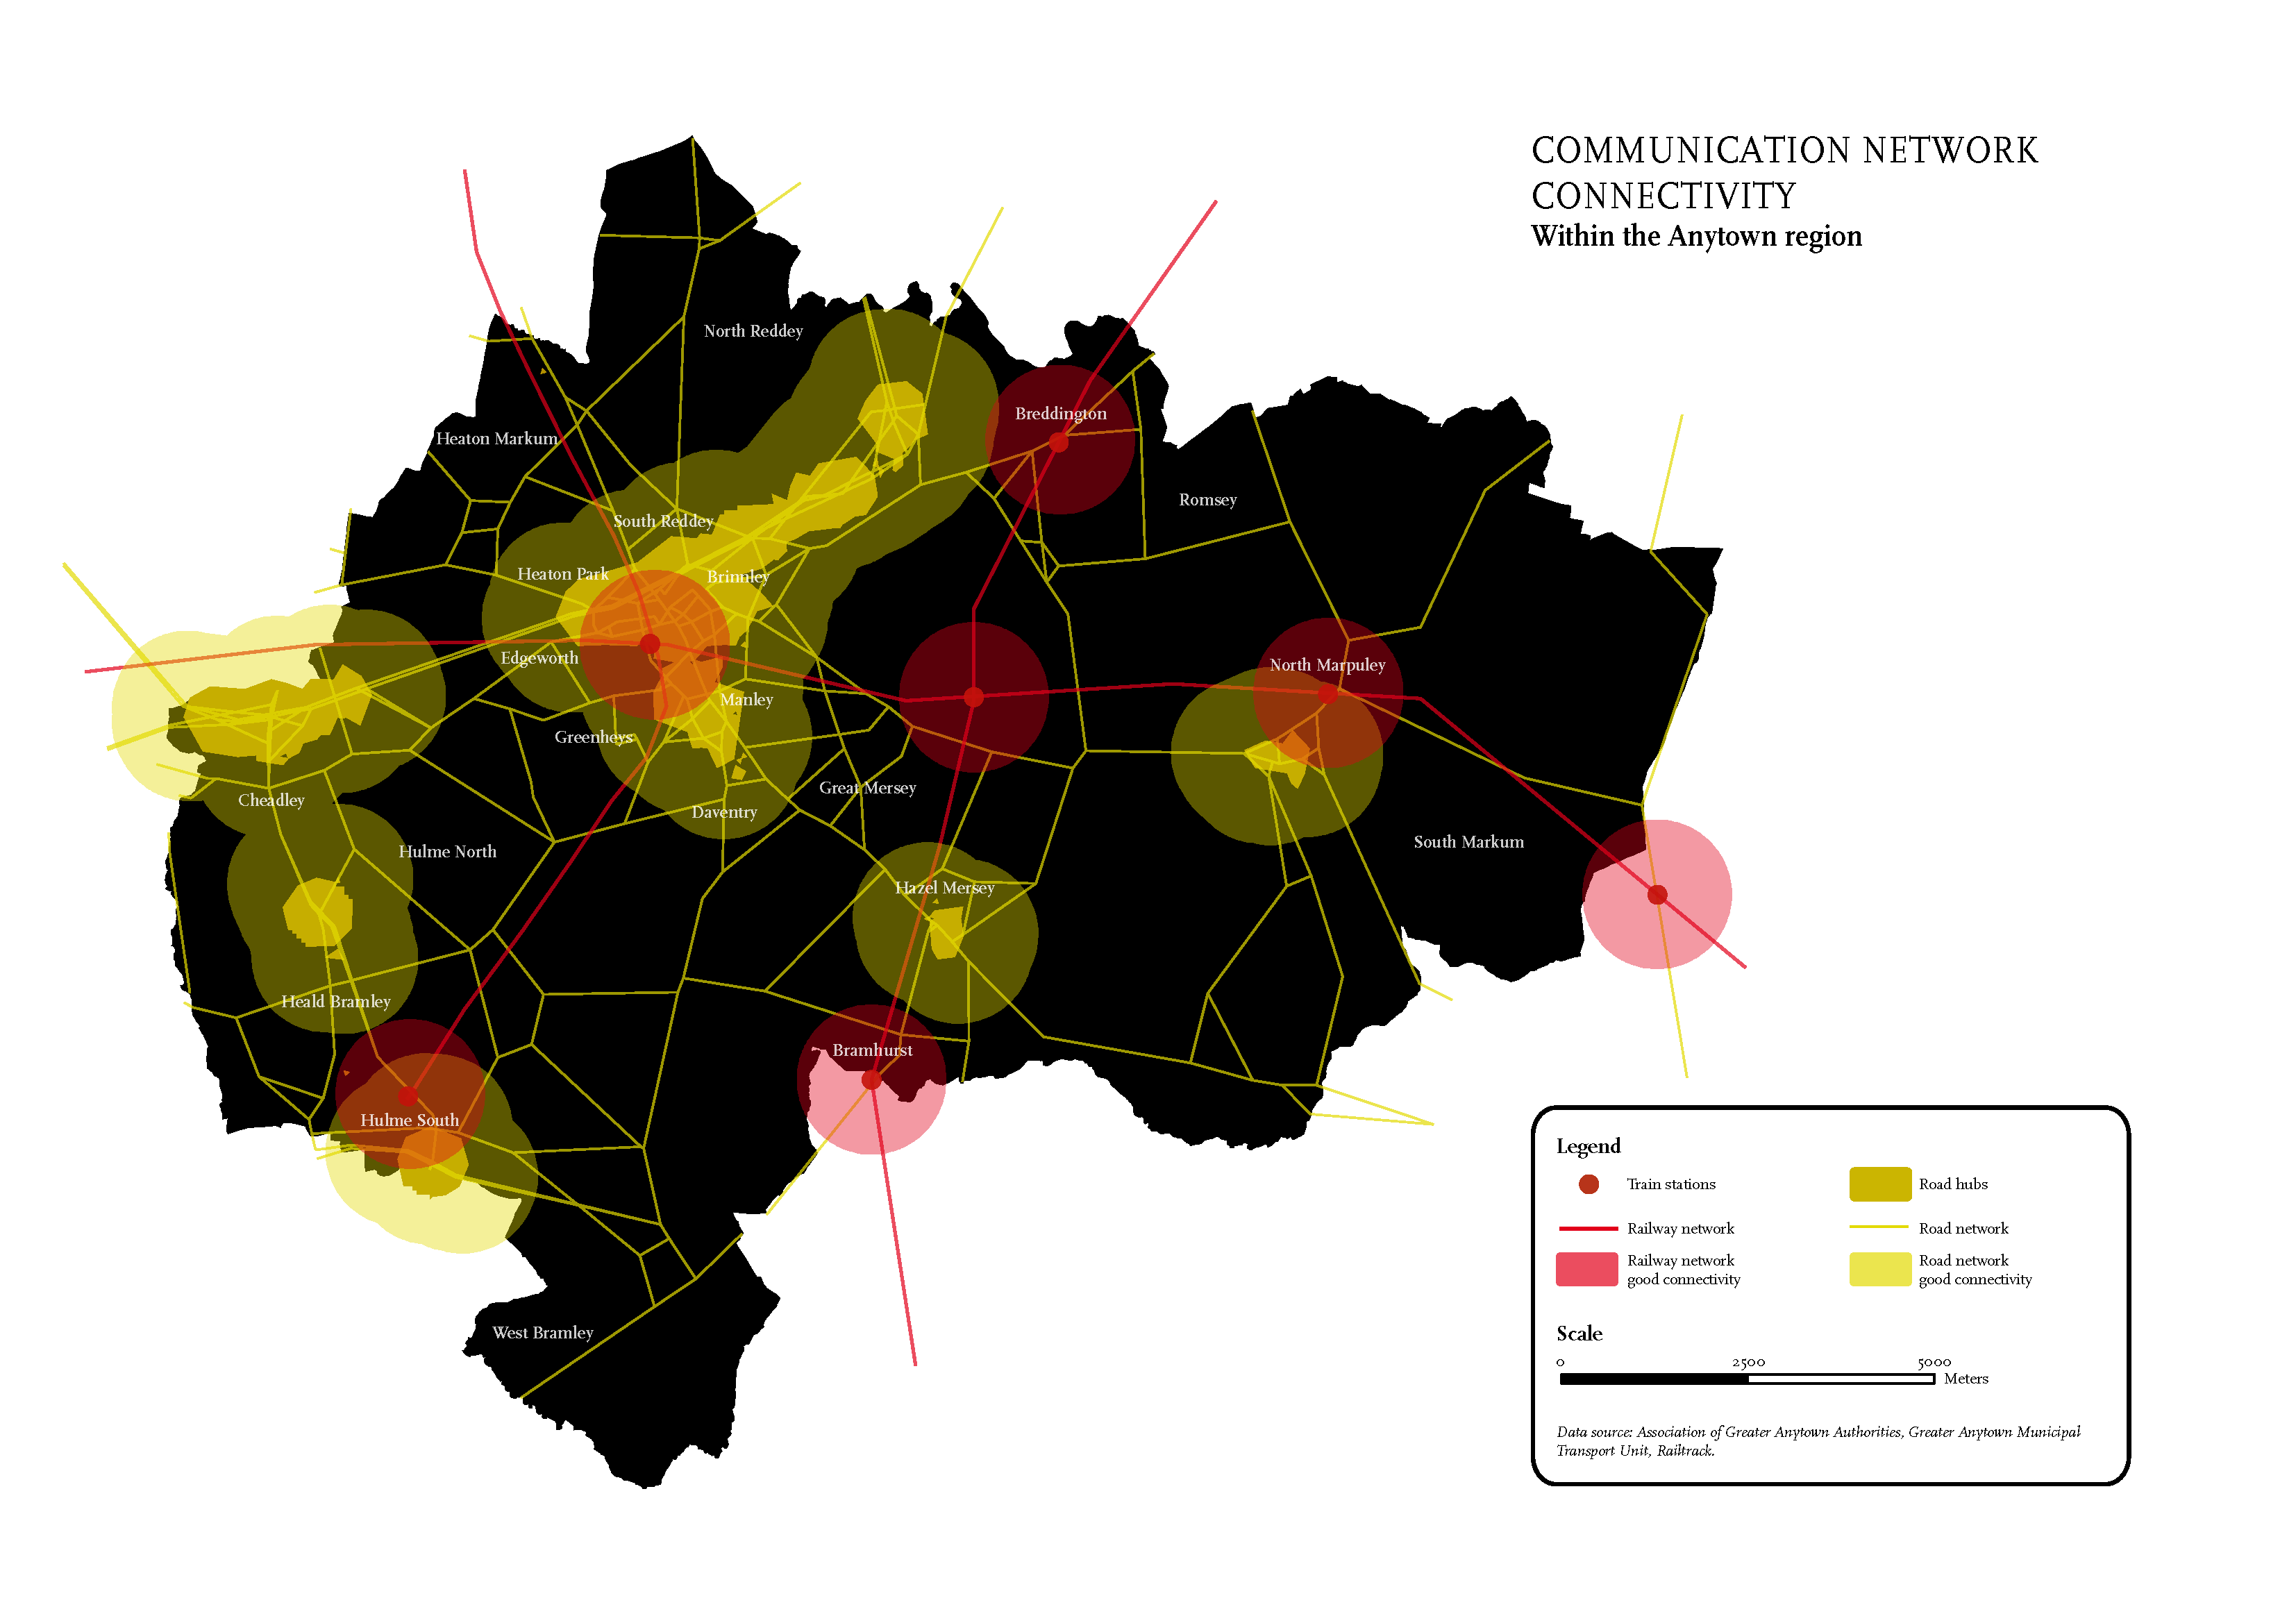 COMMUNICATION NETWORK
CONNECTIVITY
Within the Anytown region
North Reddey
Breddington
Heaton Markum
Romsey
South Reddey
Heaton Park
Brinnley
Edgeworth
North Marpuley
Manley
Greenheys
Great Mersey
Cheadley
Daventry
South Markum
Hulme North
Hazel Mersey
Heald Bramley
Bramhurst
Hulme South
West Bramley
Legend
Train stations
Road hubs
Railway network
Road network
Railway network
good connectivity
Road network
good connectivity
Scale
0 2500 5000
Meters
Data source: Association of Greater Anytown Authorities, Greater Anytown Municipal
Transport Unit, Railtrack.